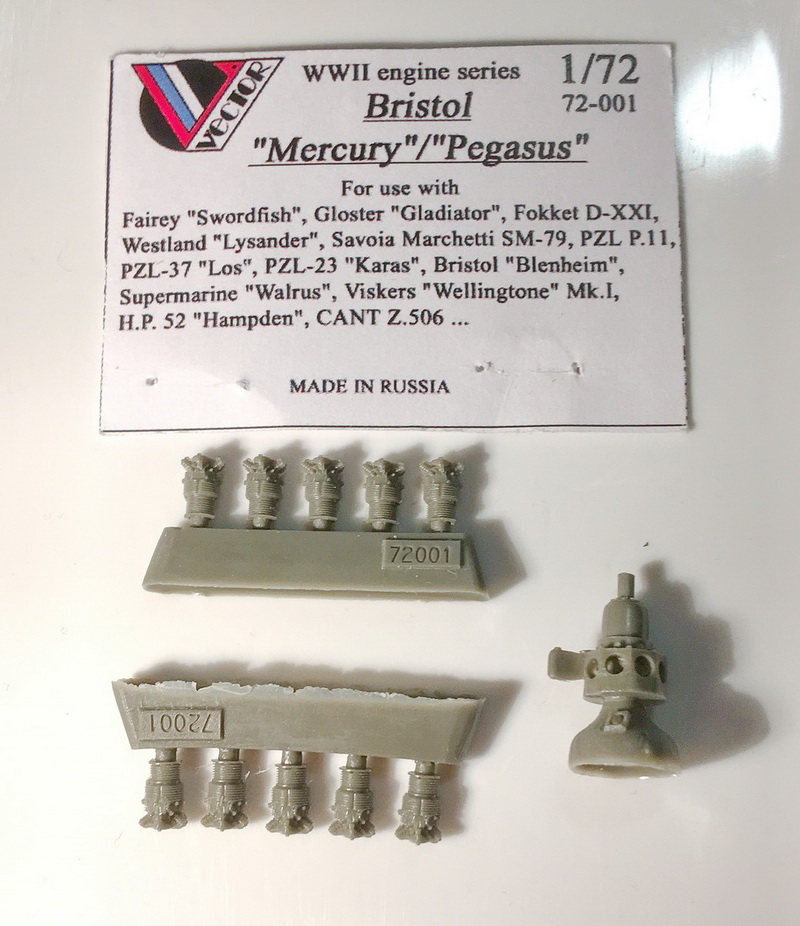 VECTOR
WWII engine series
1/72
Bristol
72-001
"Mercury"/"Pegasus"
For use with
Fairey "Swordfish", Gloster "Gladiator", Fokket D-XXI,
Westland "Lysander", Savoia Marchetti SM-79, PZL P.11,
PZL-37 "Los", PZL-23 "Karas", Bristol "Blenheim",
Supermarine "Walrus", Viskers "Wellingtone" Mk.I,
H.P. 52 "Hampden", CANT Z.506 ...
MADE IN RUSSIA
72001
72001